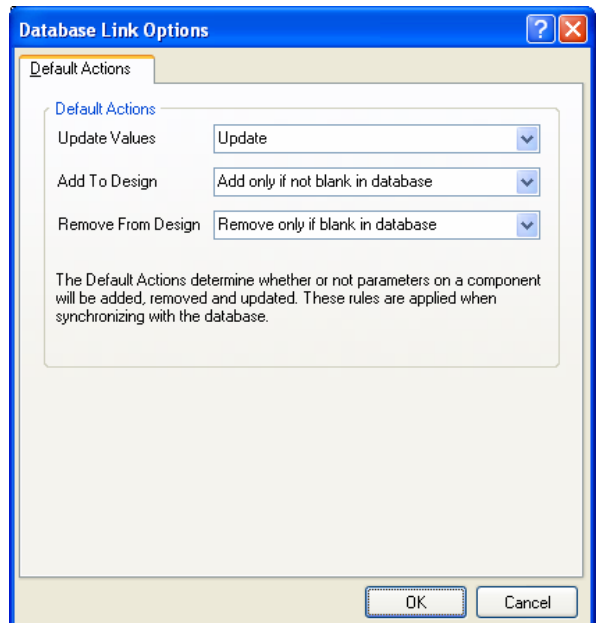 Database Link Options
Default Actions
Default Actions
Update Values Update
Add To Design Add only if not blank in database
Remove From Design Remove only if blank in database
The Default Actions determine whether or not parameters on a component
will be added, removed and updated. These rules are applied when
synchronizing with the database.
OK Cancel